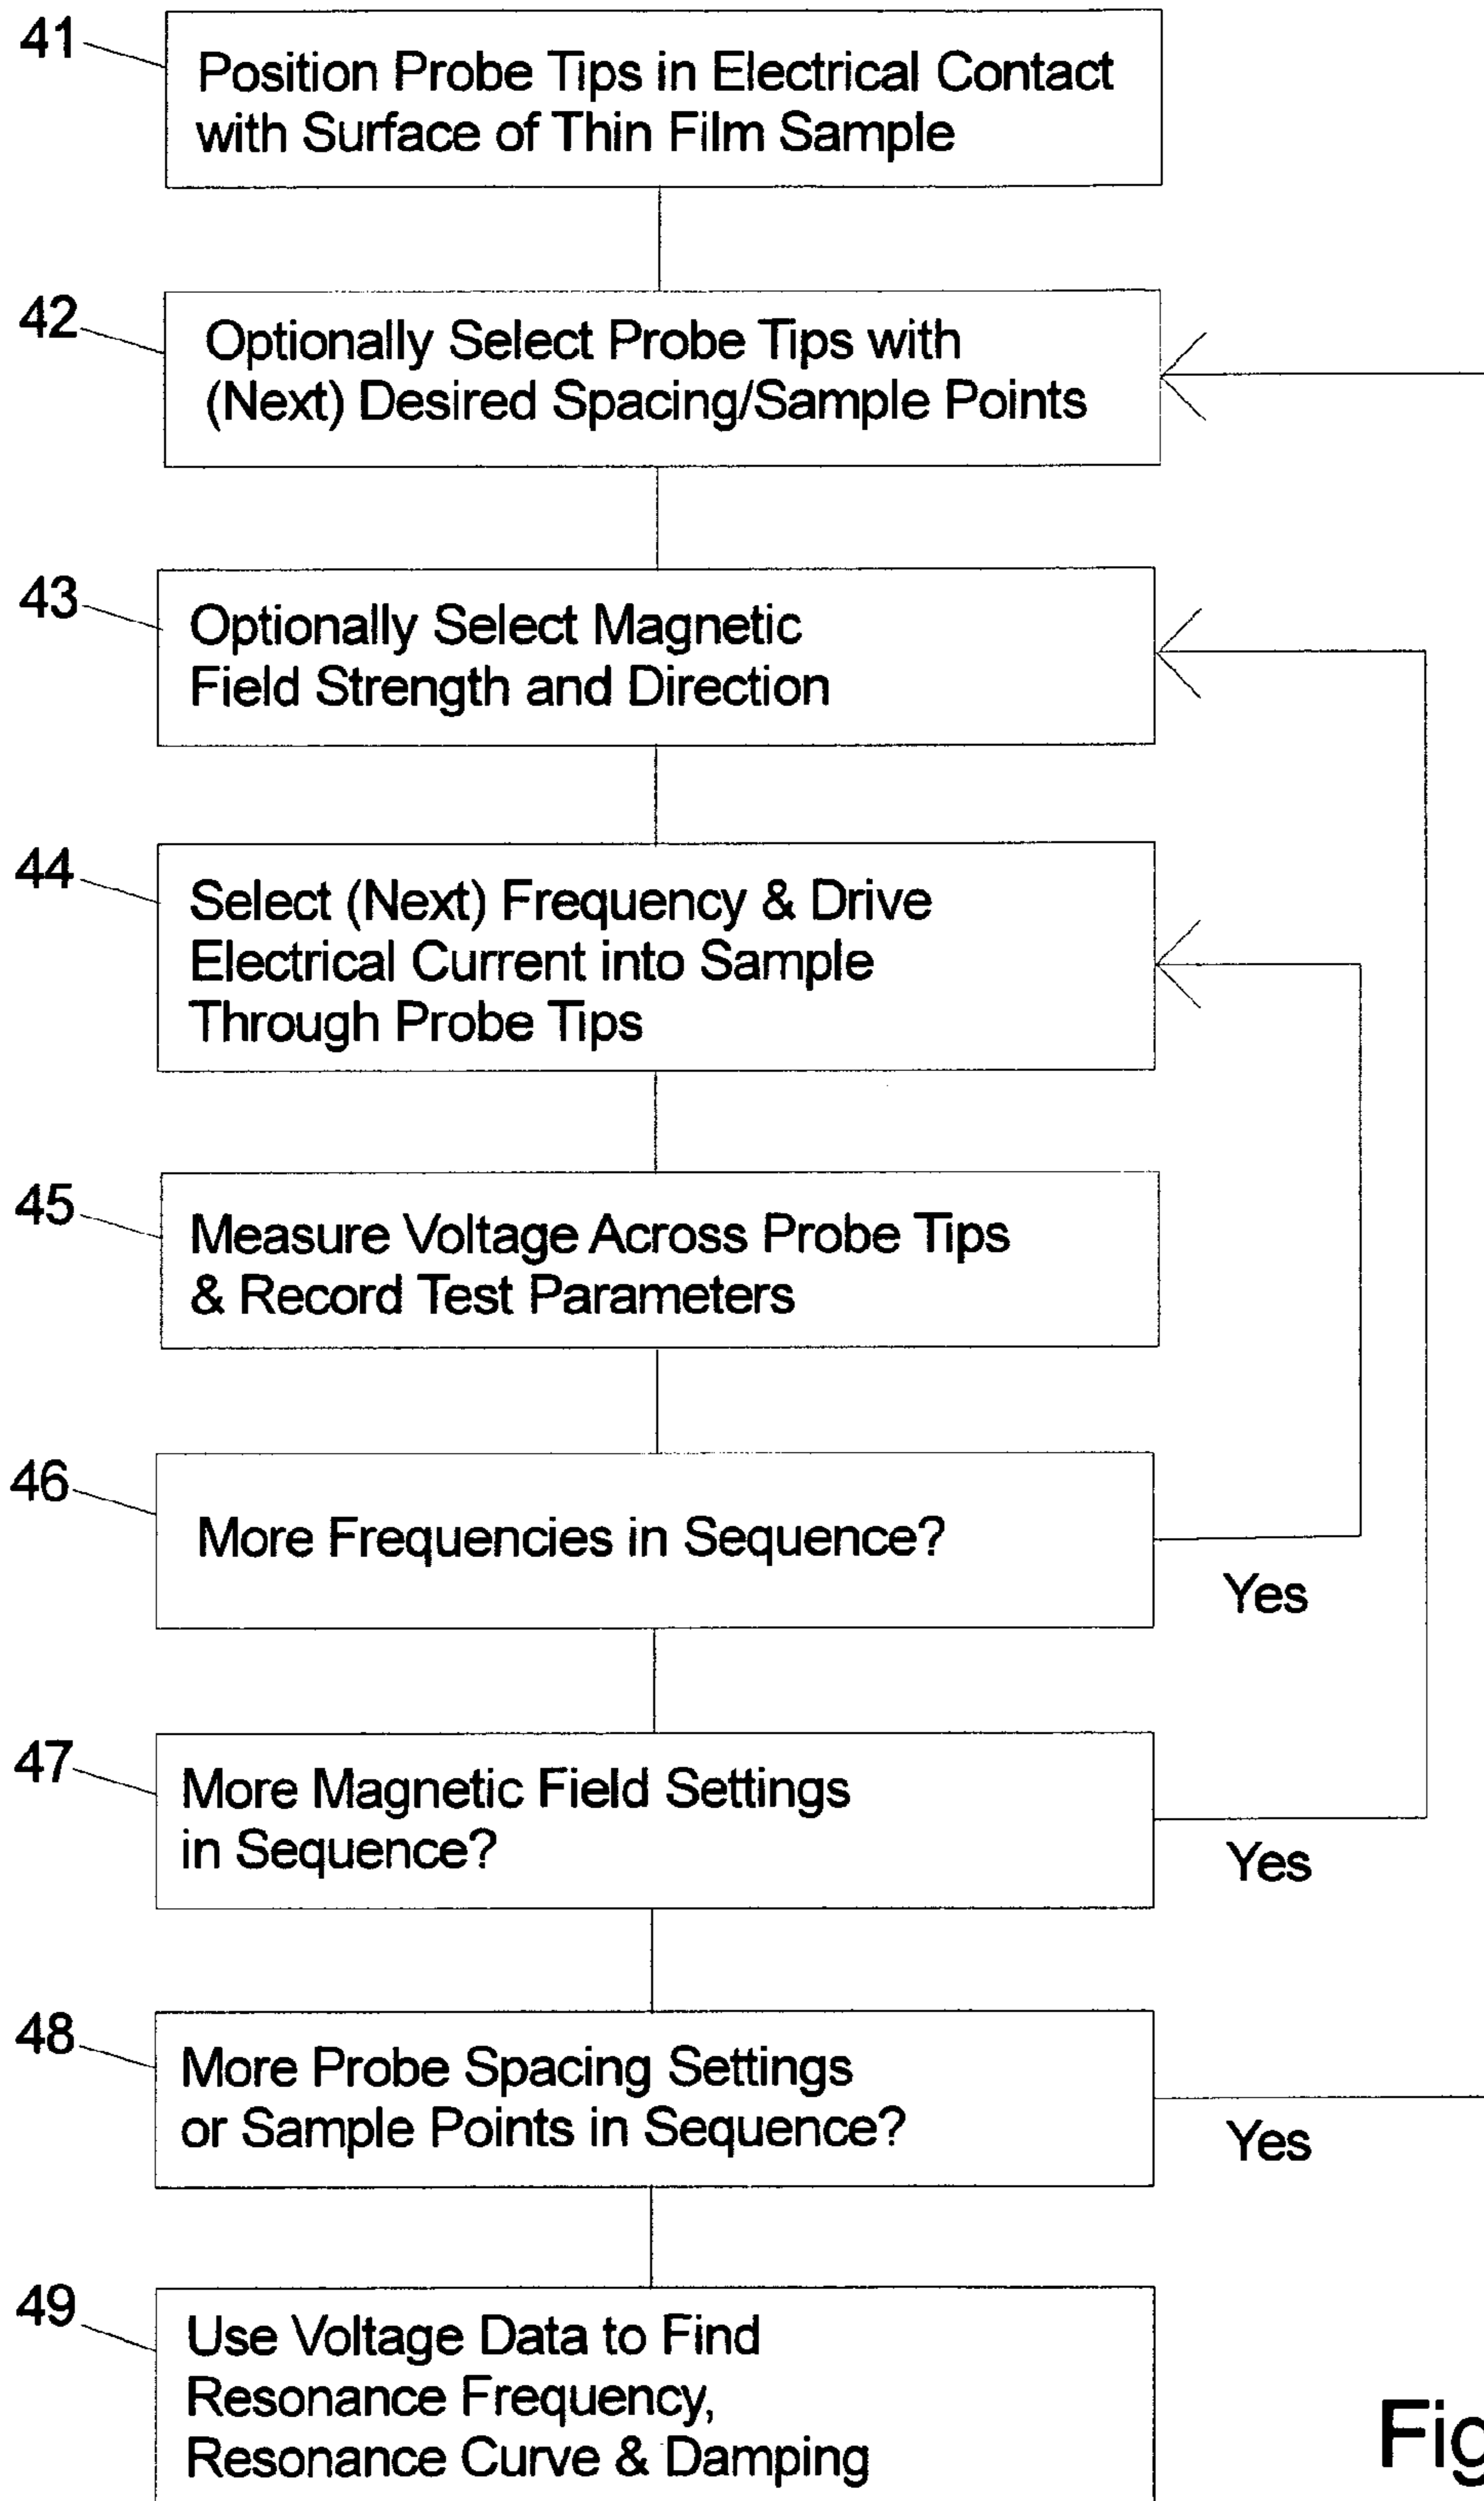 41
Position Probe Tips in Electrical Contact
with Surface of Thin Film Sample
42
Optionally Select Probe Tips with
(Next) Desired Spacing/Sample Points
43
Optionally Select Magnetic
Field Strength and Direction
44
Select (Next) Frequency & Drive
Electrical Current into Sample
Through Probe Tips
45
Measure Voltage Across Probe Tips
& Record Test Parameters
46
More Frequencies in Sequence?
Yes
47
More Magnetic Field Settings
in Sequence?
Yes
48
More Probe Spacing Settings
or Sample Points in Sequence?
Yes
49
Use Voltage Data to Find
Resonance Frequency,
Resonance Curve & Damping
Fig